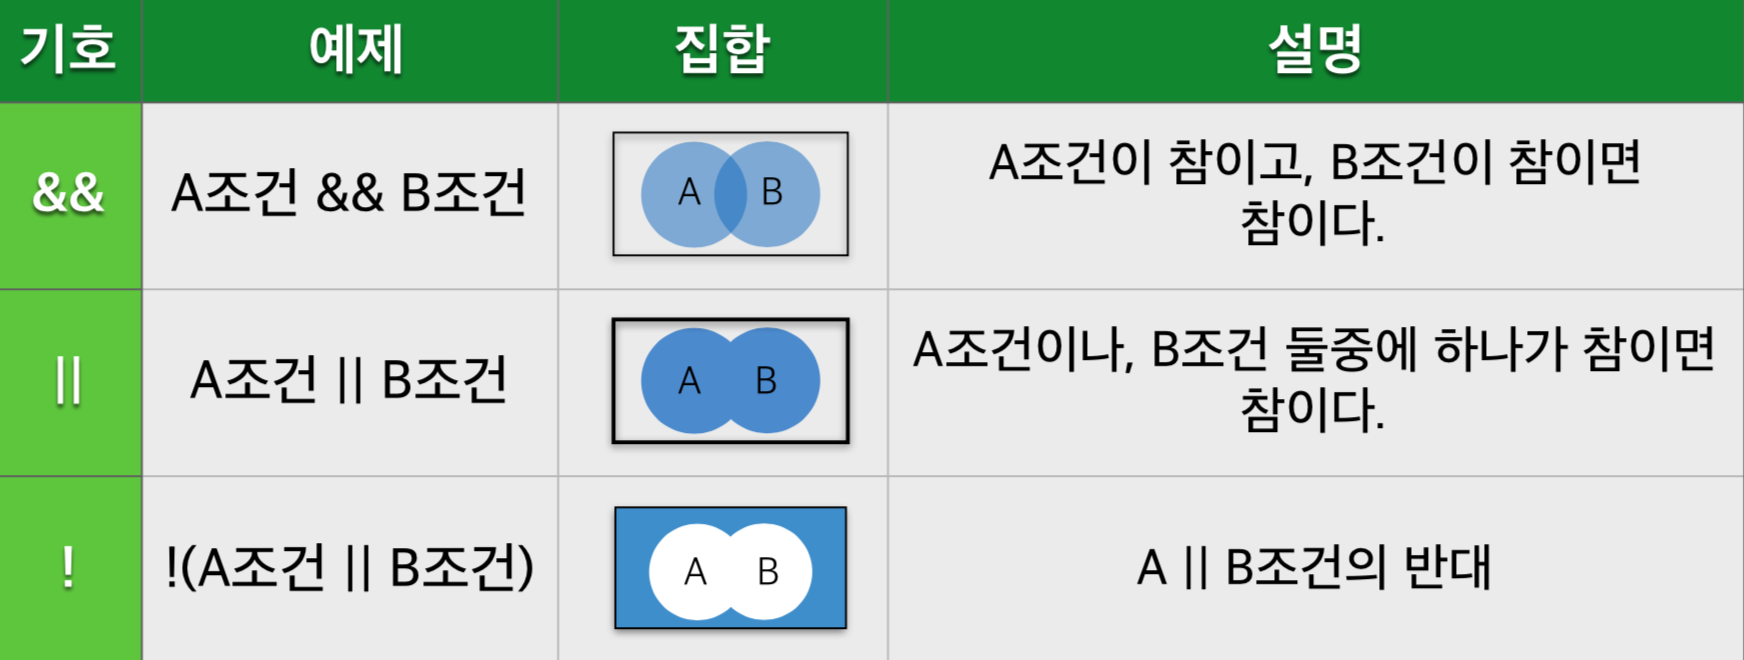 기호 예제 집합 설명
&& A조건 && B조건 A B A조건이 참이고, B조건이 참이면
참이다.
|| A조건 || B조건 A B A조건이나, B조건 둘중에 하나가 참이면
참이다.
! !(A조건 || B조건) A B A || B조건의 반대